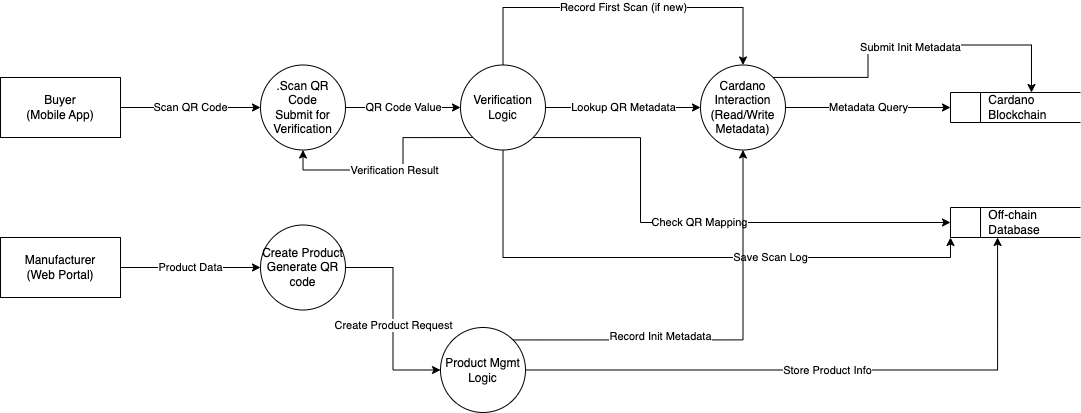 Record First Scan (if new)
Submit Init Metadata
Buyer
(Mobile App)
Scan QR Code
.Scan QR
Code
Submit for
Verification
QR Code Value
Verification
Logic
Lookup QR Metadata
Cardano
Interaction
(Read/Write
Metadata)
Metadata Query
Cardano
Blockchain
Verification Result
Check QR Mapping
Off-chain
Database
Save Scan Log
Manufacturer
(Web Portal)
Product Data
Create Product
Generate QR
code
Create Product Request
Record Init Metadata
Product Mgmt
Logic
Store Product Info